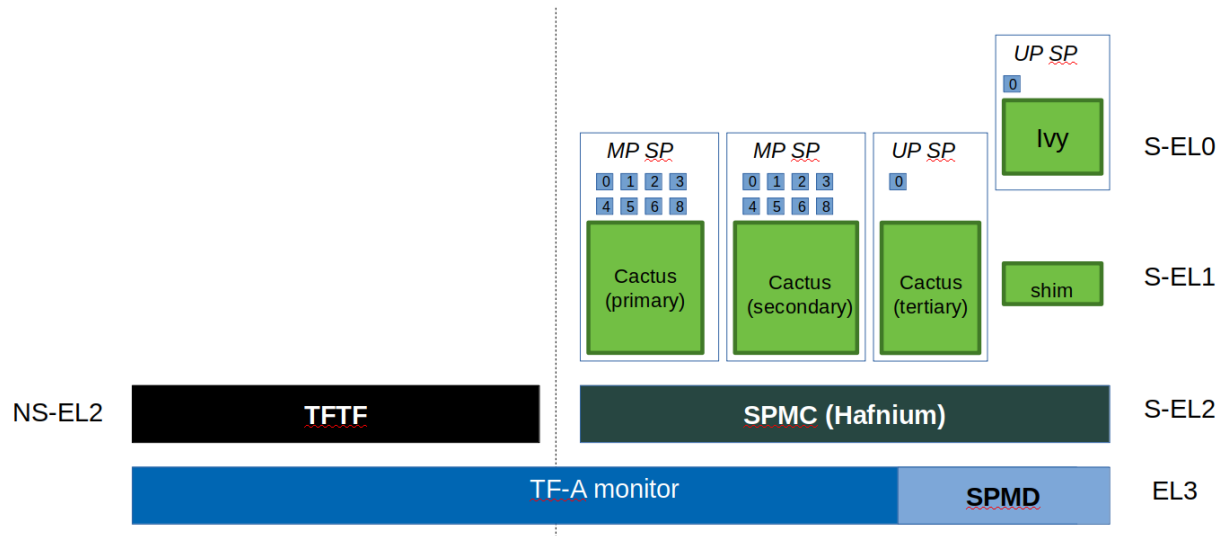 UP SP
0
Ivy
S-EL0
MP SP
0 1 2 3
4 5 6 8
MP SP
0 1 2 3
4 5 6 8
UP SP
0
Cactus
(primary)
Cactus
(secondary)
Cactus
(tertiary)
shim
S-EL1
NS-EL2
TFTF
SPMC (Hafnium)
S-EL2
TF-A monitor
SPMD
EL3